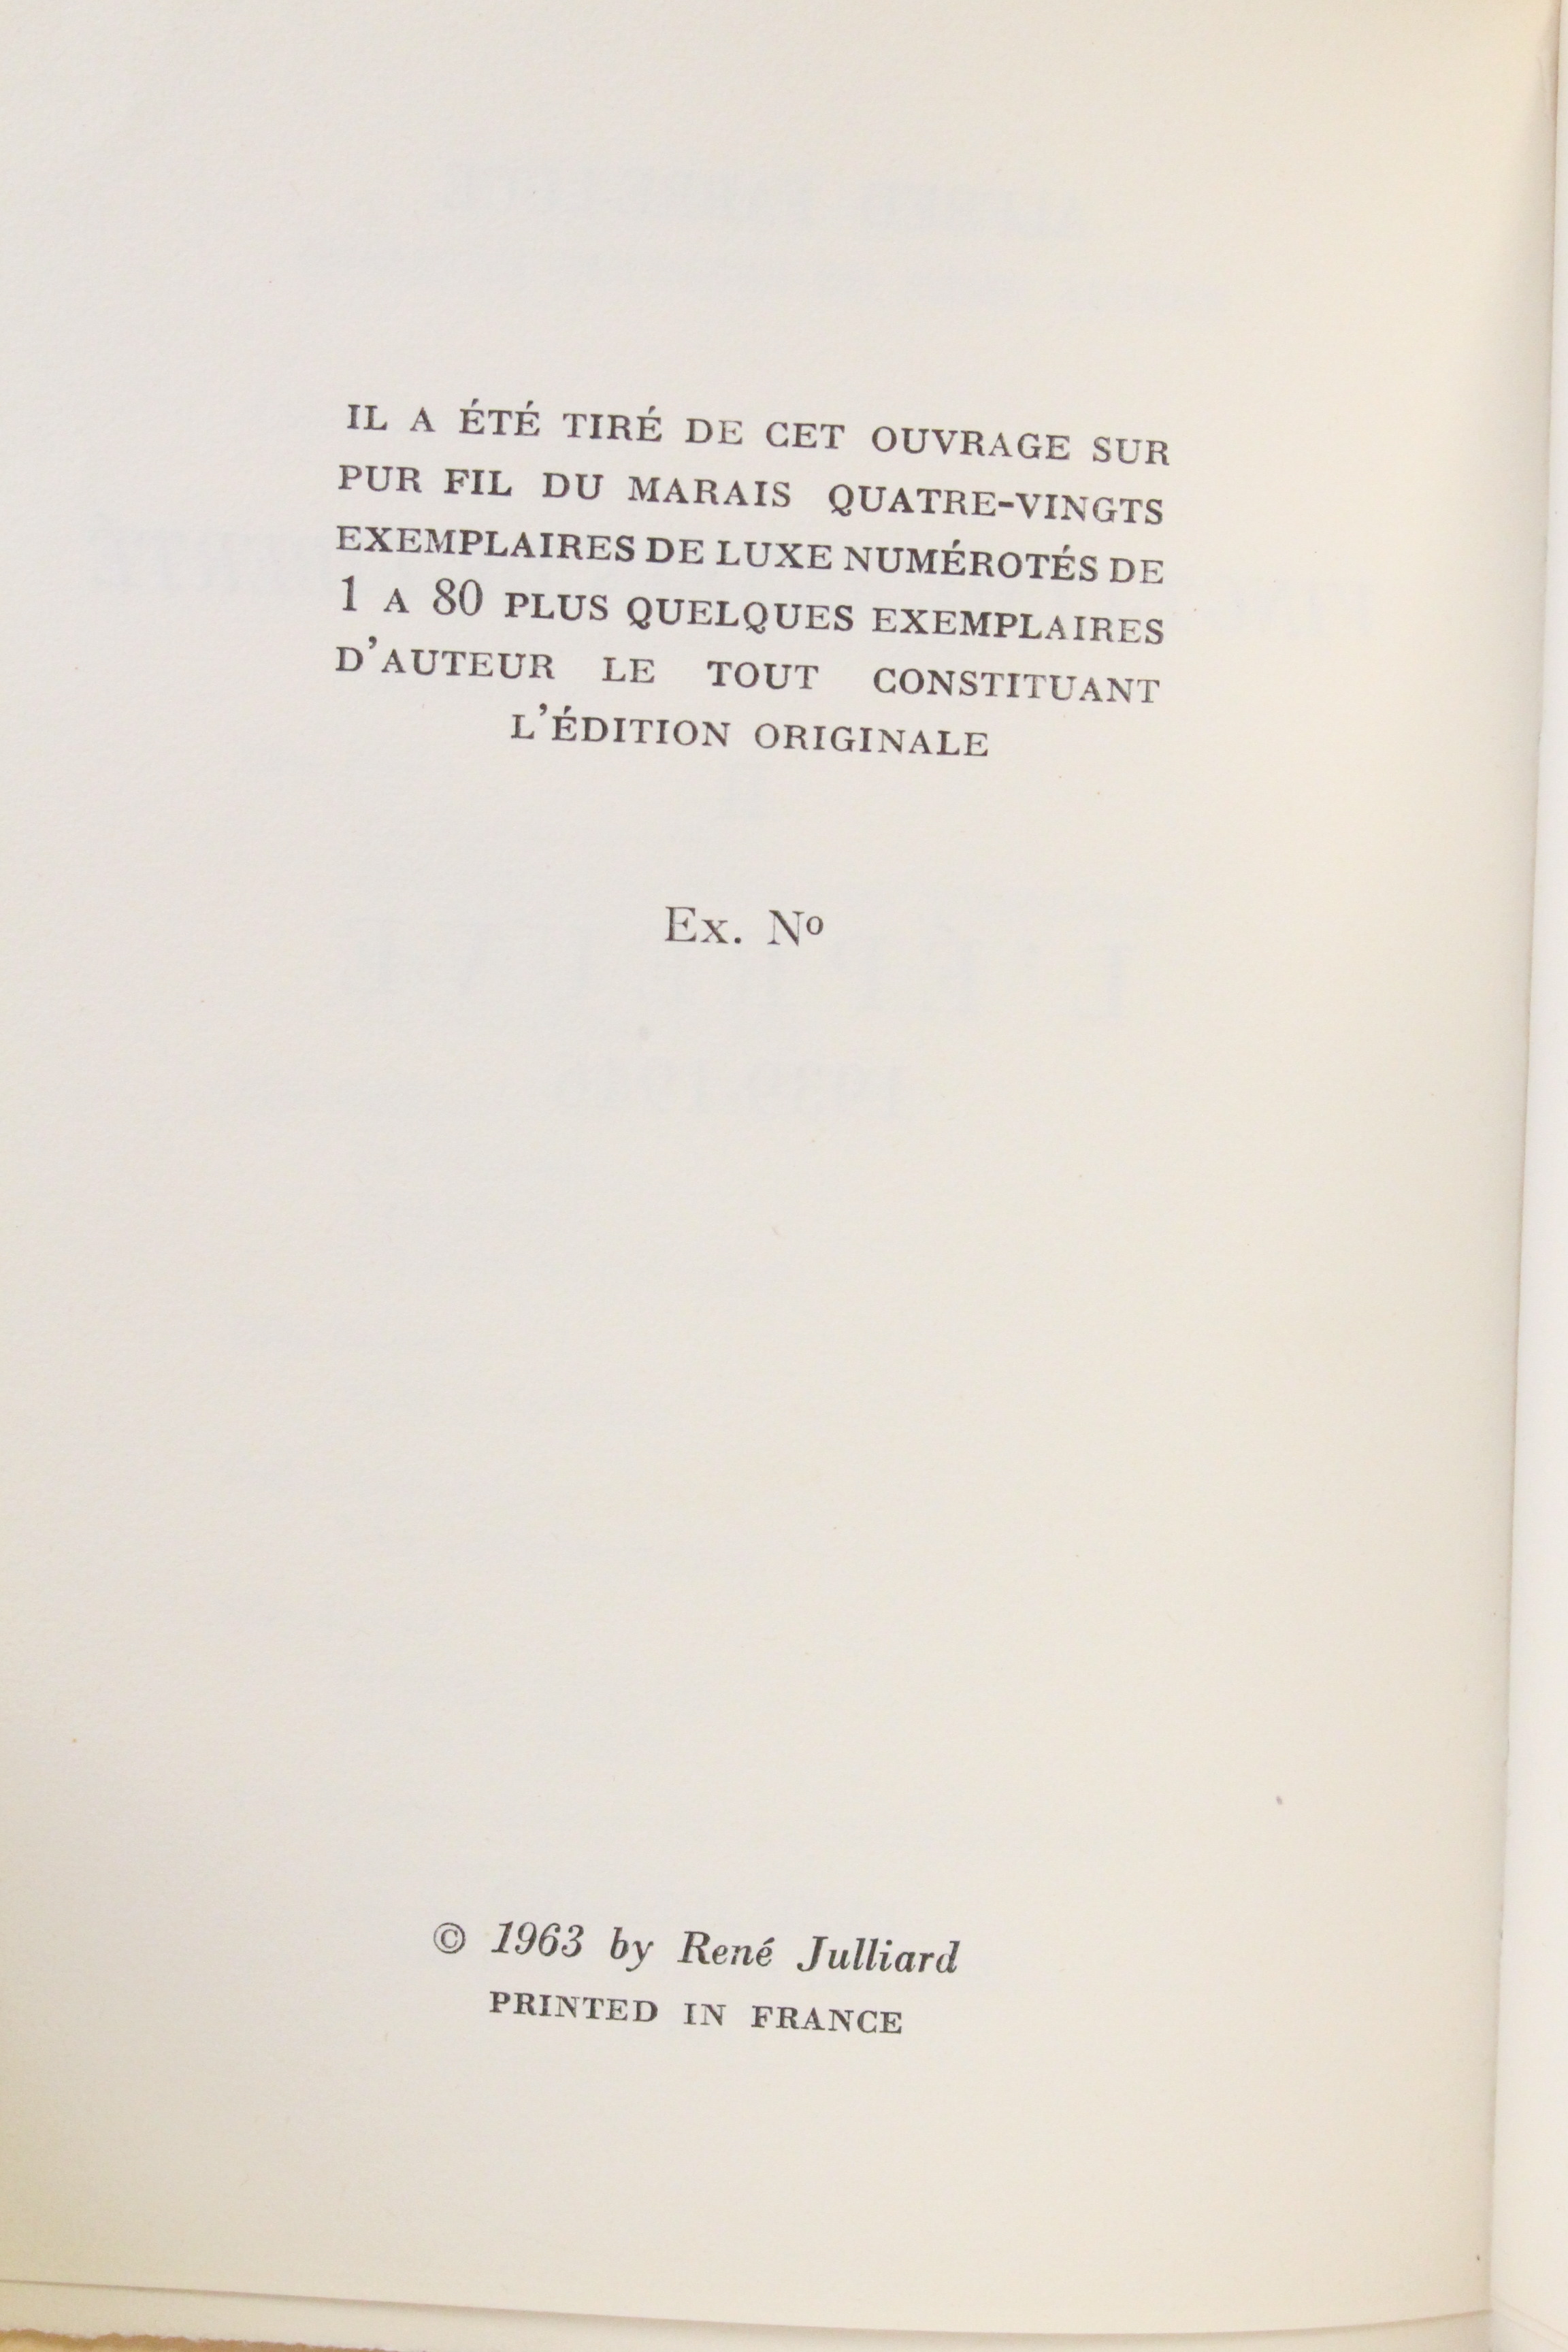 IL A ÉTÉ TIRÉ DE CET OUVRAGE SUR
PUR FIL DU MARAIS QUATRE-VINGTS
EXEMPLAIRES DE LUXE NUMÉROTÉS DE
1 A 80 PLUS QUELQUES EXEMPLAIRES
D'AUTEUR LE TOUT CONSTITUANT
L'ÉDITION ORIGINALE
Ex. Nº
© 1963 by René Julliard
PRINTED IN FRANCE